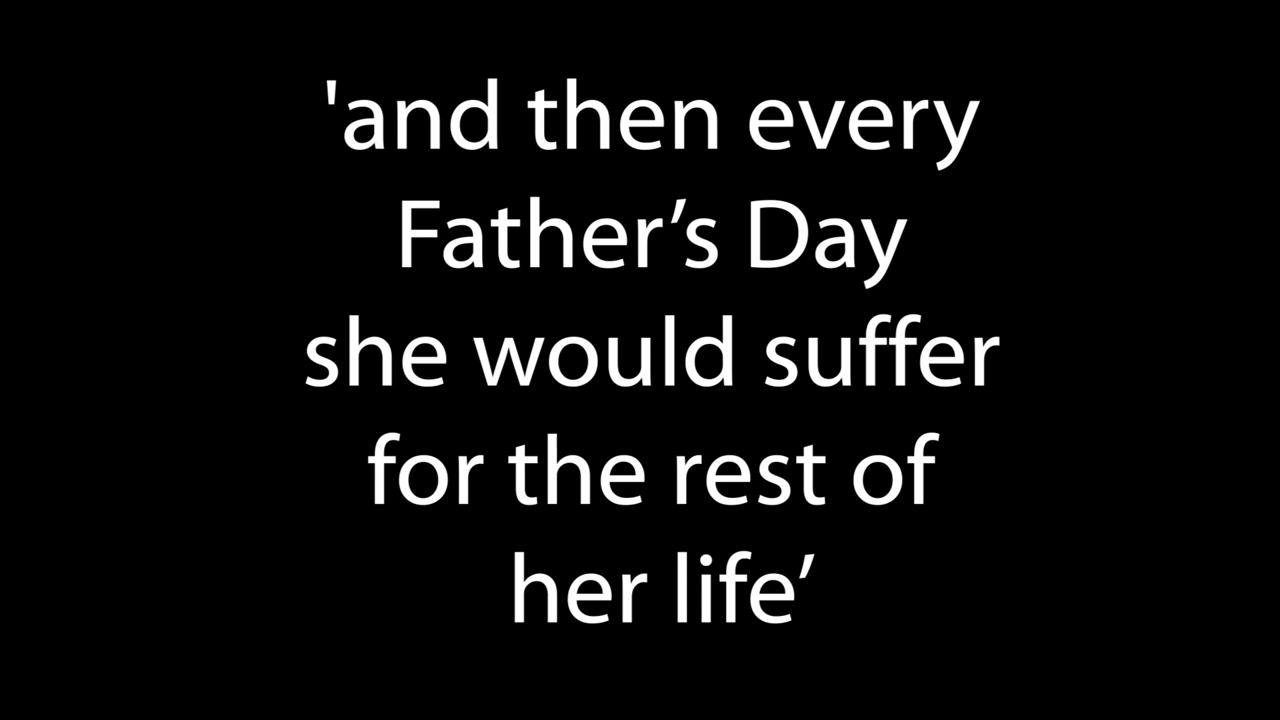 'and then every
Father’s Day
she would suffer
for the rest of
her life’